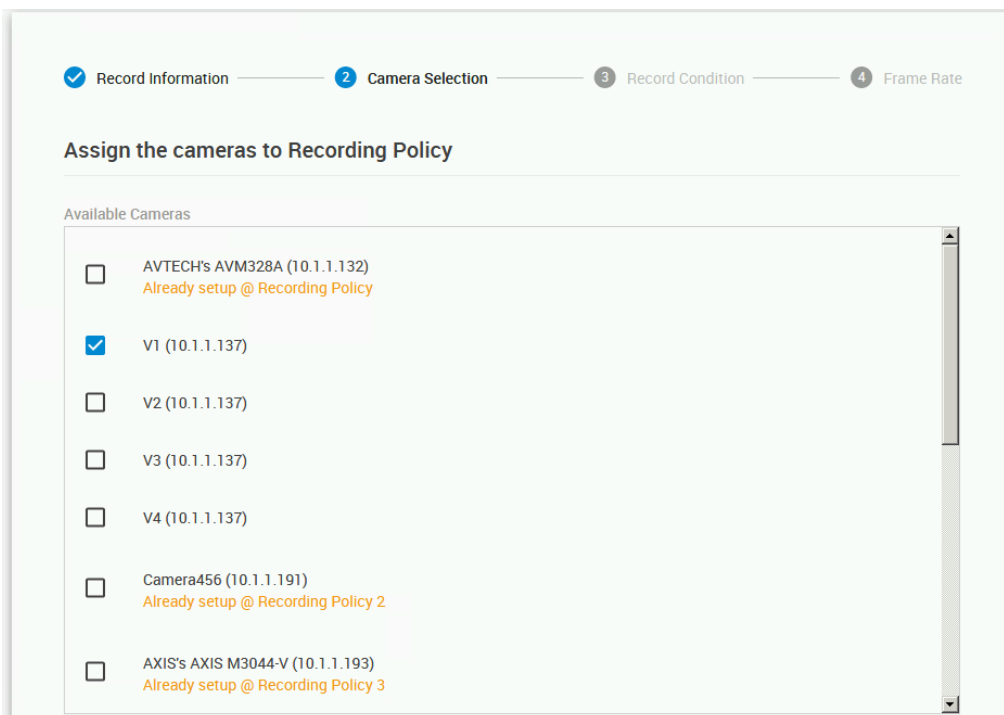 Record Information 2 Camera Selection 3 Record Condition 4 Frame Rate
Assign the cameras to Recording Policy
Available Cameras
AVTECH's AVM328A (10.1.1.132)
Already setup @ Recording Policy
V1 (10.1.1.137)
V2 (10.1.1.137)
V3 (10.1.1.137)
V4 (10.1.1.137)
Camera456 (10.1.1.191)
Already setup @ Recording Policy 2
AXIS's AXIS M3044-V (10.1.1.193)
Already setup @ Recording Policy 3